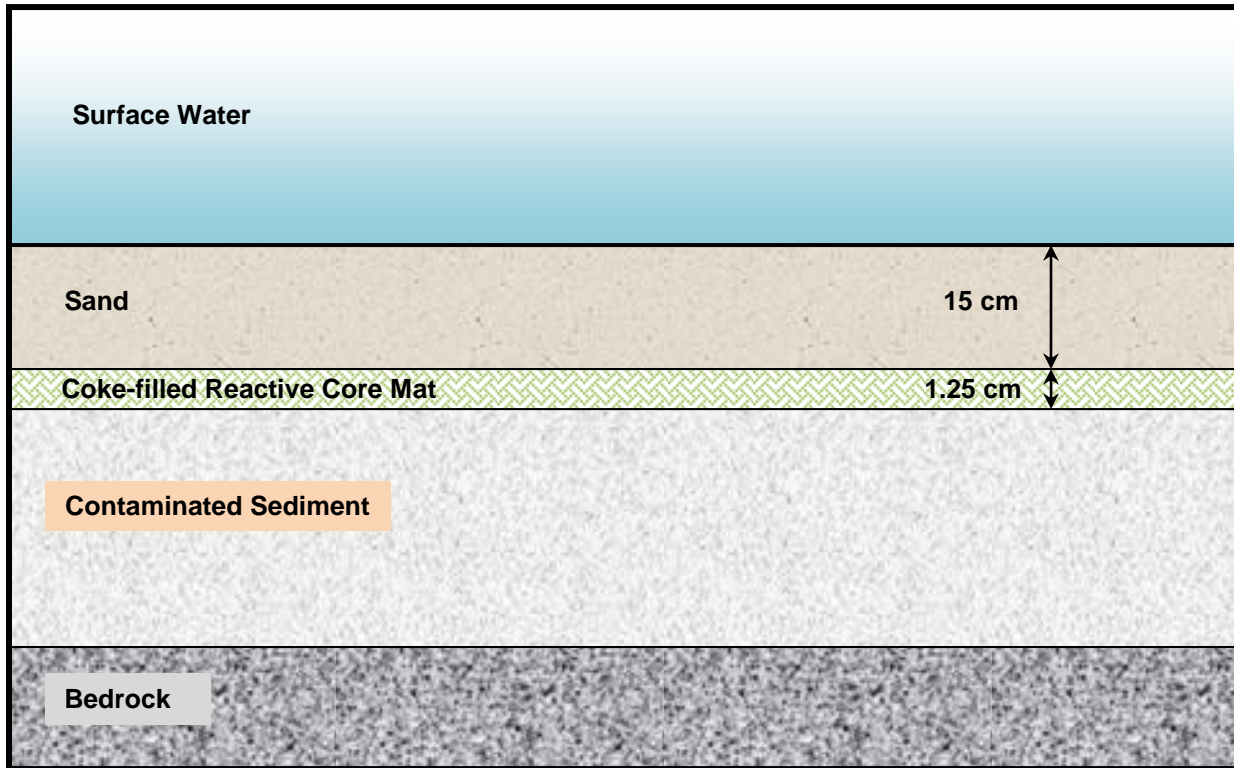 Surface Water
Sand
15 cm
Coke-filled Reactive Core Mat
1.25 cm
Contaminated Sediment
Bedrock